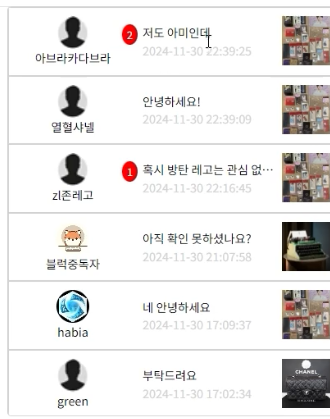 2 저도 아미인데
아브라카다브라 2024-11-30 22:39:25
안녕하세요!
열혈샤넬 2024-11-30 22:39:09
1 혹시 방탄 레고는 관심 없…
zl존레고 2024-11-30 22:16:45
아직 확인 못하셨나요?
블럭중독자 2024-11-30 21:07:58
네 안녕하세요
habia 2024-11-30 17:09:37
부탁드려요
green 2024-11-30 17:02:34
CHANEL